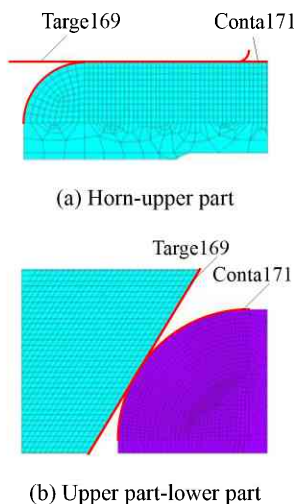 Targe169
Conta171
(a) Horn-upper part
Targe169
Conta171
(b) Upper part-lower part